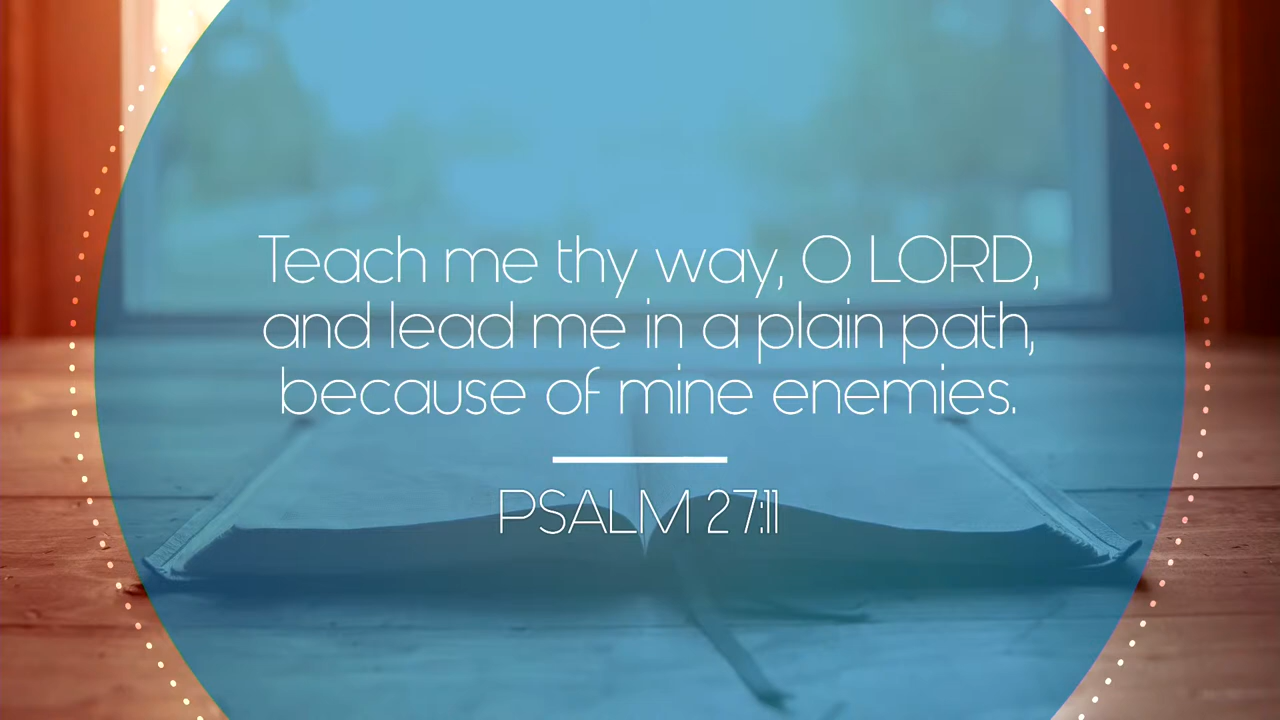 Teach me thy way, O LORD,
and lead me in a plain path,
because of mine enemies.
PSALM 27:11